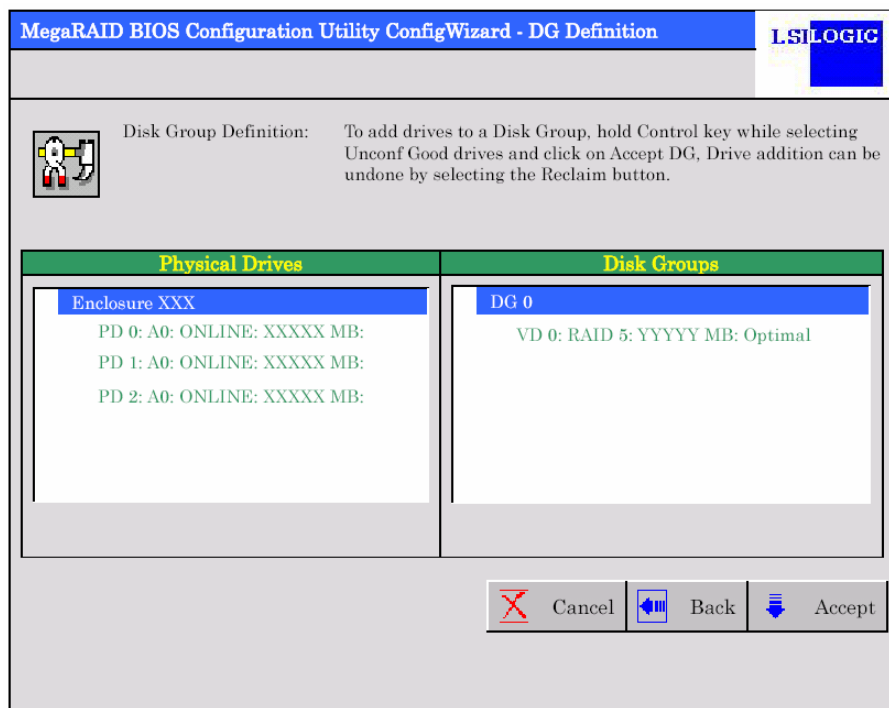 MegaRAID BIOS Configuration Utility ConfigWizard - DG Definition
LSILOGIC
Disk Group Definition:
To add drives to a Disk Group, hold Control key while selecting
Unconf Good drives and click on Accept DG, Drive addition can be
undone by selecting the Reclaim button.
Physical Drives
Enclosure XXX
PD 0: A0: ONLINE: XXXXX MB:
PD 1: A0: ONLINE: XXXXX MB:
PD 2: A0: ONLINE: XXXXX MB:
Disk Groups
DG 0
VD 0: RAID 5: YYYYY MB: Optimal
Cancel
Back
Accept